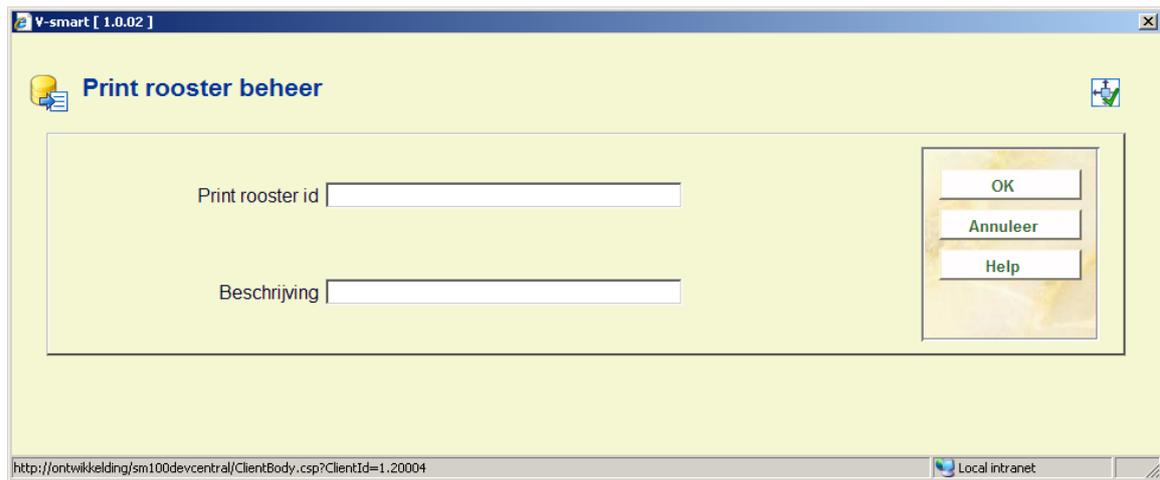 V-smart [ 1.0.02 ]
Print rooster beheer
Print rooster id
Beschrijving
OK
Annuleer
Help
http://ontwikkelding/sm100devcentral/ClientBody.csp?ClientId=1.20004
Local intranet